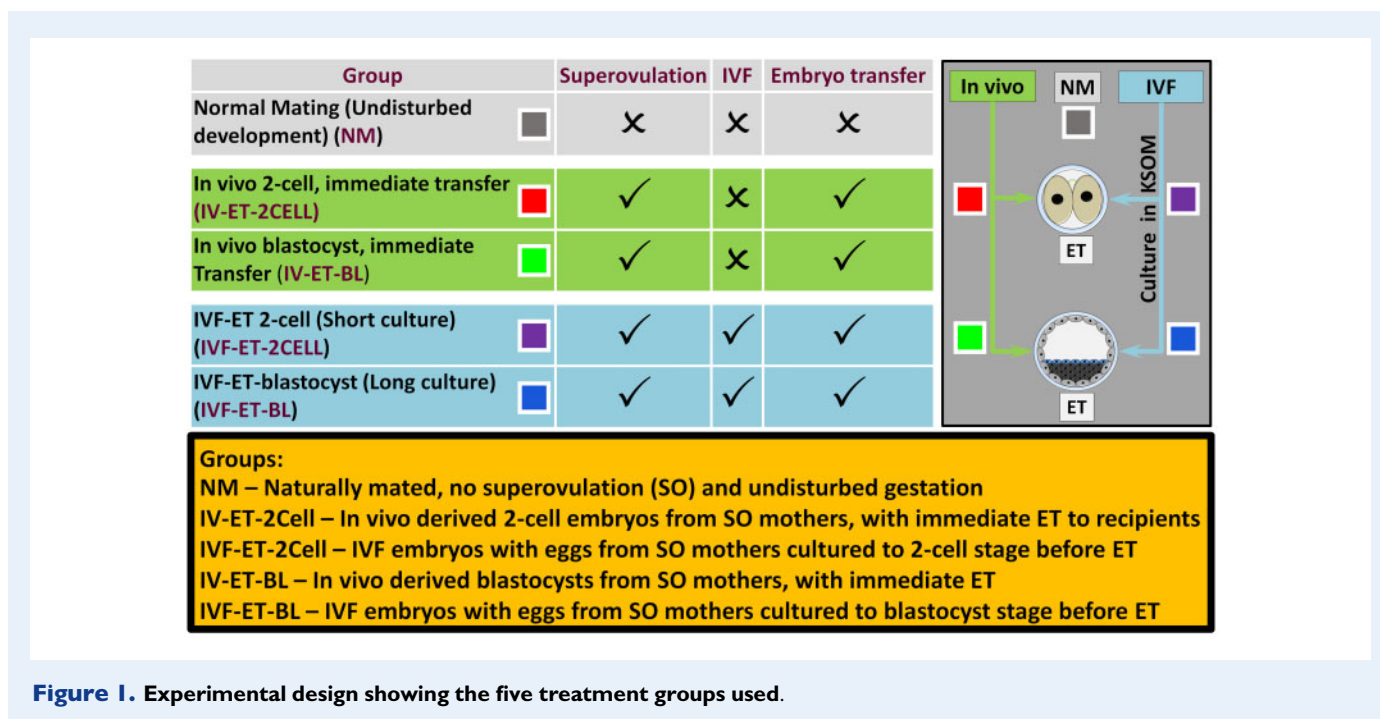 Group Superovulation IVF Embryo transfer
Normal Mating (Undisturbed
development) (NM)
In vivo 2-cell, immediate transfer
(IV-ET-2CELL)
In vivo blastocyst, immediate
Transfer (IV-ET-BL)
IVF-ET 2-cell (Short culture)
(IVF-ET-2CELL)
IVF-ET-blastocyst (Long culture)
(IVF-ET-BL)
In vivo NM IVF
ET
Culture in KSOM
ET
Groups:
NM – Naturally mated, no superovulation (SO) and undisturbed gestation
IV-ET-2Cell – In vivo derived 2-cell embryos from SO mothers, with immediate ET to recipients
IVF-ET-2Cell – IVF embryos with eggs from SO mothers cultured to 2-cell stage before ET
IV-ET-BL – In vivo derived blastocysts from SO mothers, with immediate ET
IVF-ET-BL – IVF embryos with eggs from SO mothers cultured to blastocyst stage before ET
Figure 1. Experimental design showing the five treatment groups used.